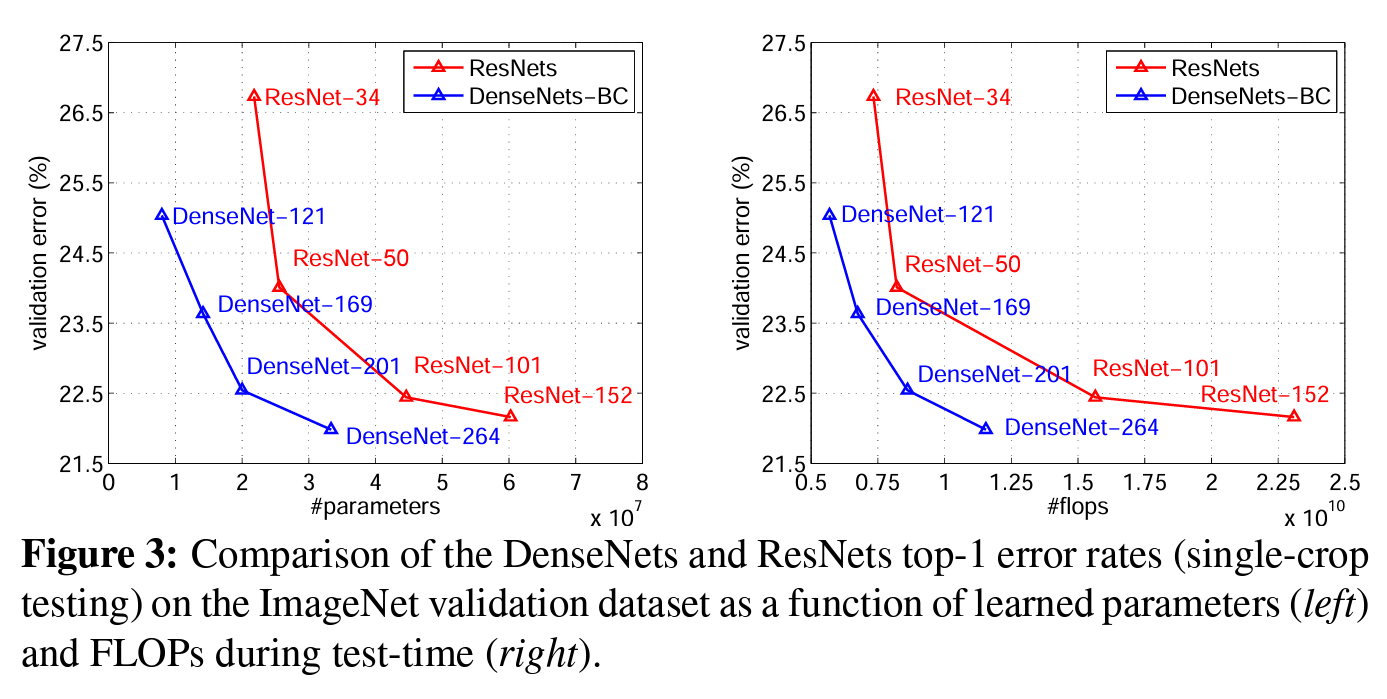 27.5
26.5
25.5
24.5
23.5
22.5
21.5
validation error (%)
ResNets
DenseNets−BC
ResNet−34
DenseNet−121
ResNet−50
DenseNet−169
DenseNet−201
ResNet−101
ResNet−152
DenseNet−264
0 1 2 3 4 5 6 7 8
#parameters
x 10^7
27.5
26.5
25.5
24.5
23.5
22.5
21.5
validation error (%)
ResNets
DenseNets−BC
ResNet−34
DenseNet−121
ResNet−50
DenseNet−169
DenseNet−201
ResNet−101
ResNet−152
DenseNet−264
0.5 0.75 1 1.25 1.5 1.75 2 2.25 2.5
#flops
x 10^10
Figure 3: Comparison of the DenseNets and ResNets top-1 error rates (single-crop
testing) on the ImageNet validation dataset as a function of learned parameters (left)
and FLOPs during test-time (right).